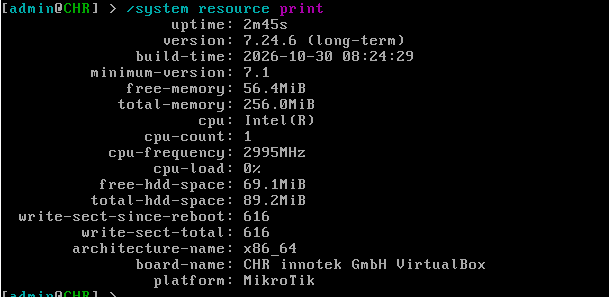 [admin@CHR] > /system resource print
uptime: 2m45s
version: 7.24.6 (long-term)
build-time: 2026-10-30 08:24:29
minimum-version: 7.1
free-memory: 56.4MiB
total-memory: 256.0MiB
cpu: Intel(R)
cpu-count: 1
cpu-frequency: 2995MHz
cpu-load: 0%
free-hdd-space: 69.1MiB
total-hdd-space: 89.2MiB
write-sect-since-reboot: 616
write-sect-total: 616
architecture-name: x86_64
board-name: CHR innotek GmbH VirtualBox
platform: MikroTik
[admin@CHR] >